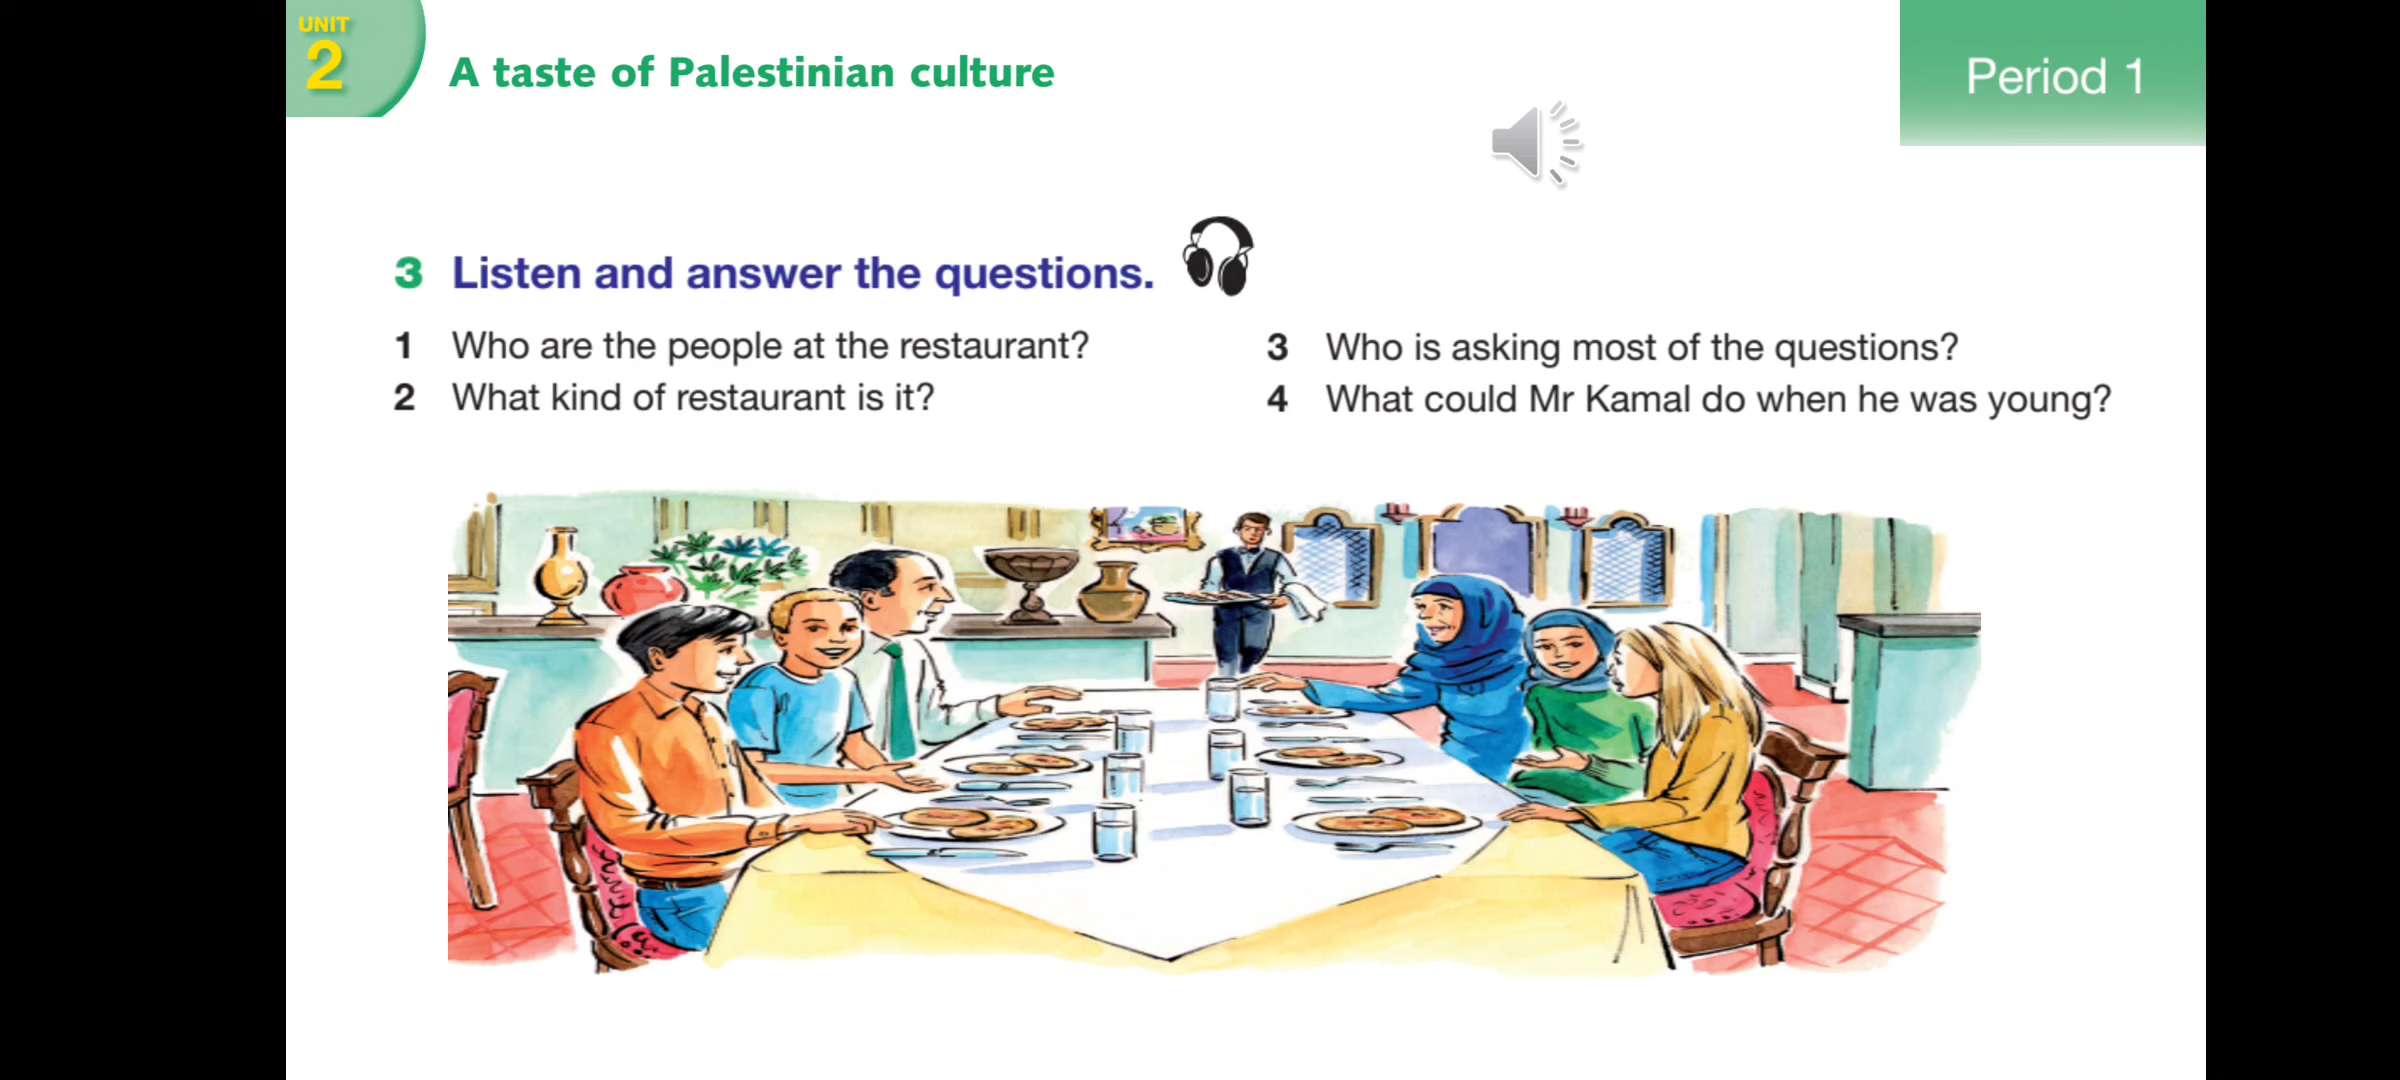 UNIT
2
A taste of Palestinian culture
Period 1
3 Listen and answer the questions.
1 Who are the people at the restaurant?
2 What kind of restaurant is it?
3 Who is asking most of the questions?
4 What could Mr Kamal do when he was young?